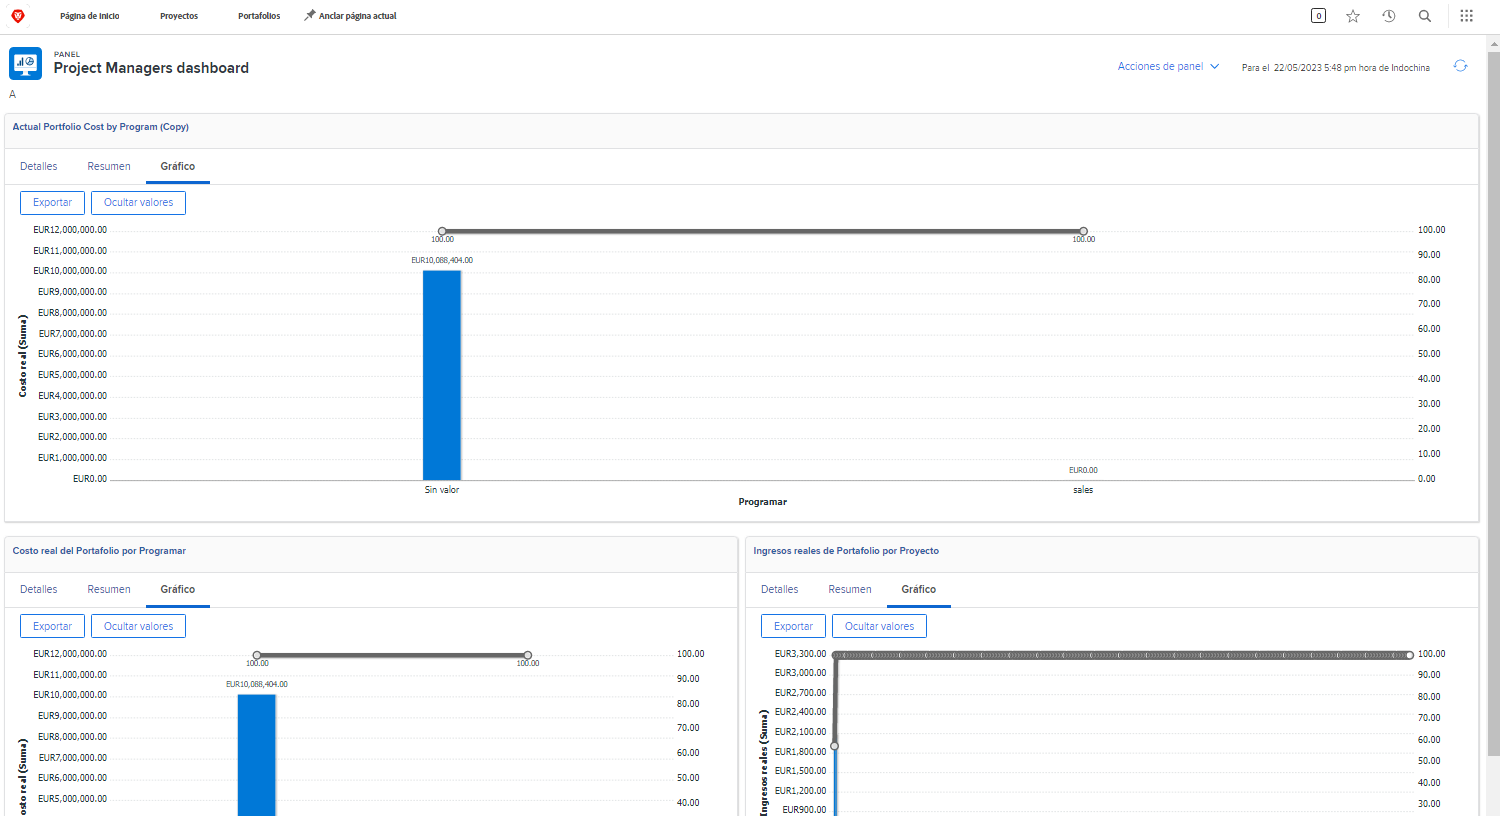 Página de inicio Proyectos Portafolios Anclar página actual 0
PANEL
Project Managers dashboard
Acciones de panel Para el 22/05/2023 5:48 pm hora de Indochina
A
Actual Portfolio Cost by Program (Copy)
Detalles Resumen Gráfico
Exportar Ocultar valores
EUR12,000,000.00 100.00
100.00 100.00
EUR11,000,000.00 90.00
EUR10,088,404.00
EUR10,000,000.00 80.00
EUR9,000,000.00 70.00
EUR8,000,000.00
EUR7,000,000.00 60.00
EUR6,000,000.00 50.00
EUR5,000,000.00 40.00
EUR4,000,000.00 30.00
EUR3,000,000.00
EUR2,000,000.00 20.00
EUR1,000,000.00 10.00
EUR0.00
EUR0.00 0.00
Costo real (Suma)
Sin valor sales
Programar
Costo real del Portafolio por Programar
Detalles Resumen Gráfico
Exportar Ocultar valores
EUR12,000,000.00 100.00
100.00 100.00
EUR11,000,000.00 90.00
EUR10,088,404.00
EUR10,000,000.00 80.00
EUR9,000,000.00 70.00
EUR8,000,000.00
EUR7,000,000.00 60.00
EUR6,000,000.00 50.00
EUR5,000,000.00 40.00
osto real (Suma)
Ingresos reales de Portafolio por Proyecto
Detalles Resumen Gráfico
Exportar Ocultar valores
EUR3,300.00 100.00
EUR3,000.00 90.00
EUR2,700.00 80.00
EUR2,400.00 70.00
EUR2,100.00 60.00
EUR1,800.00 50.00
EUR1,500.00
EUR1,200.00 40.00
EUR900.00 30.00
Ingresos reales (Suma)